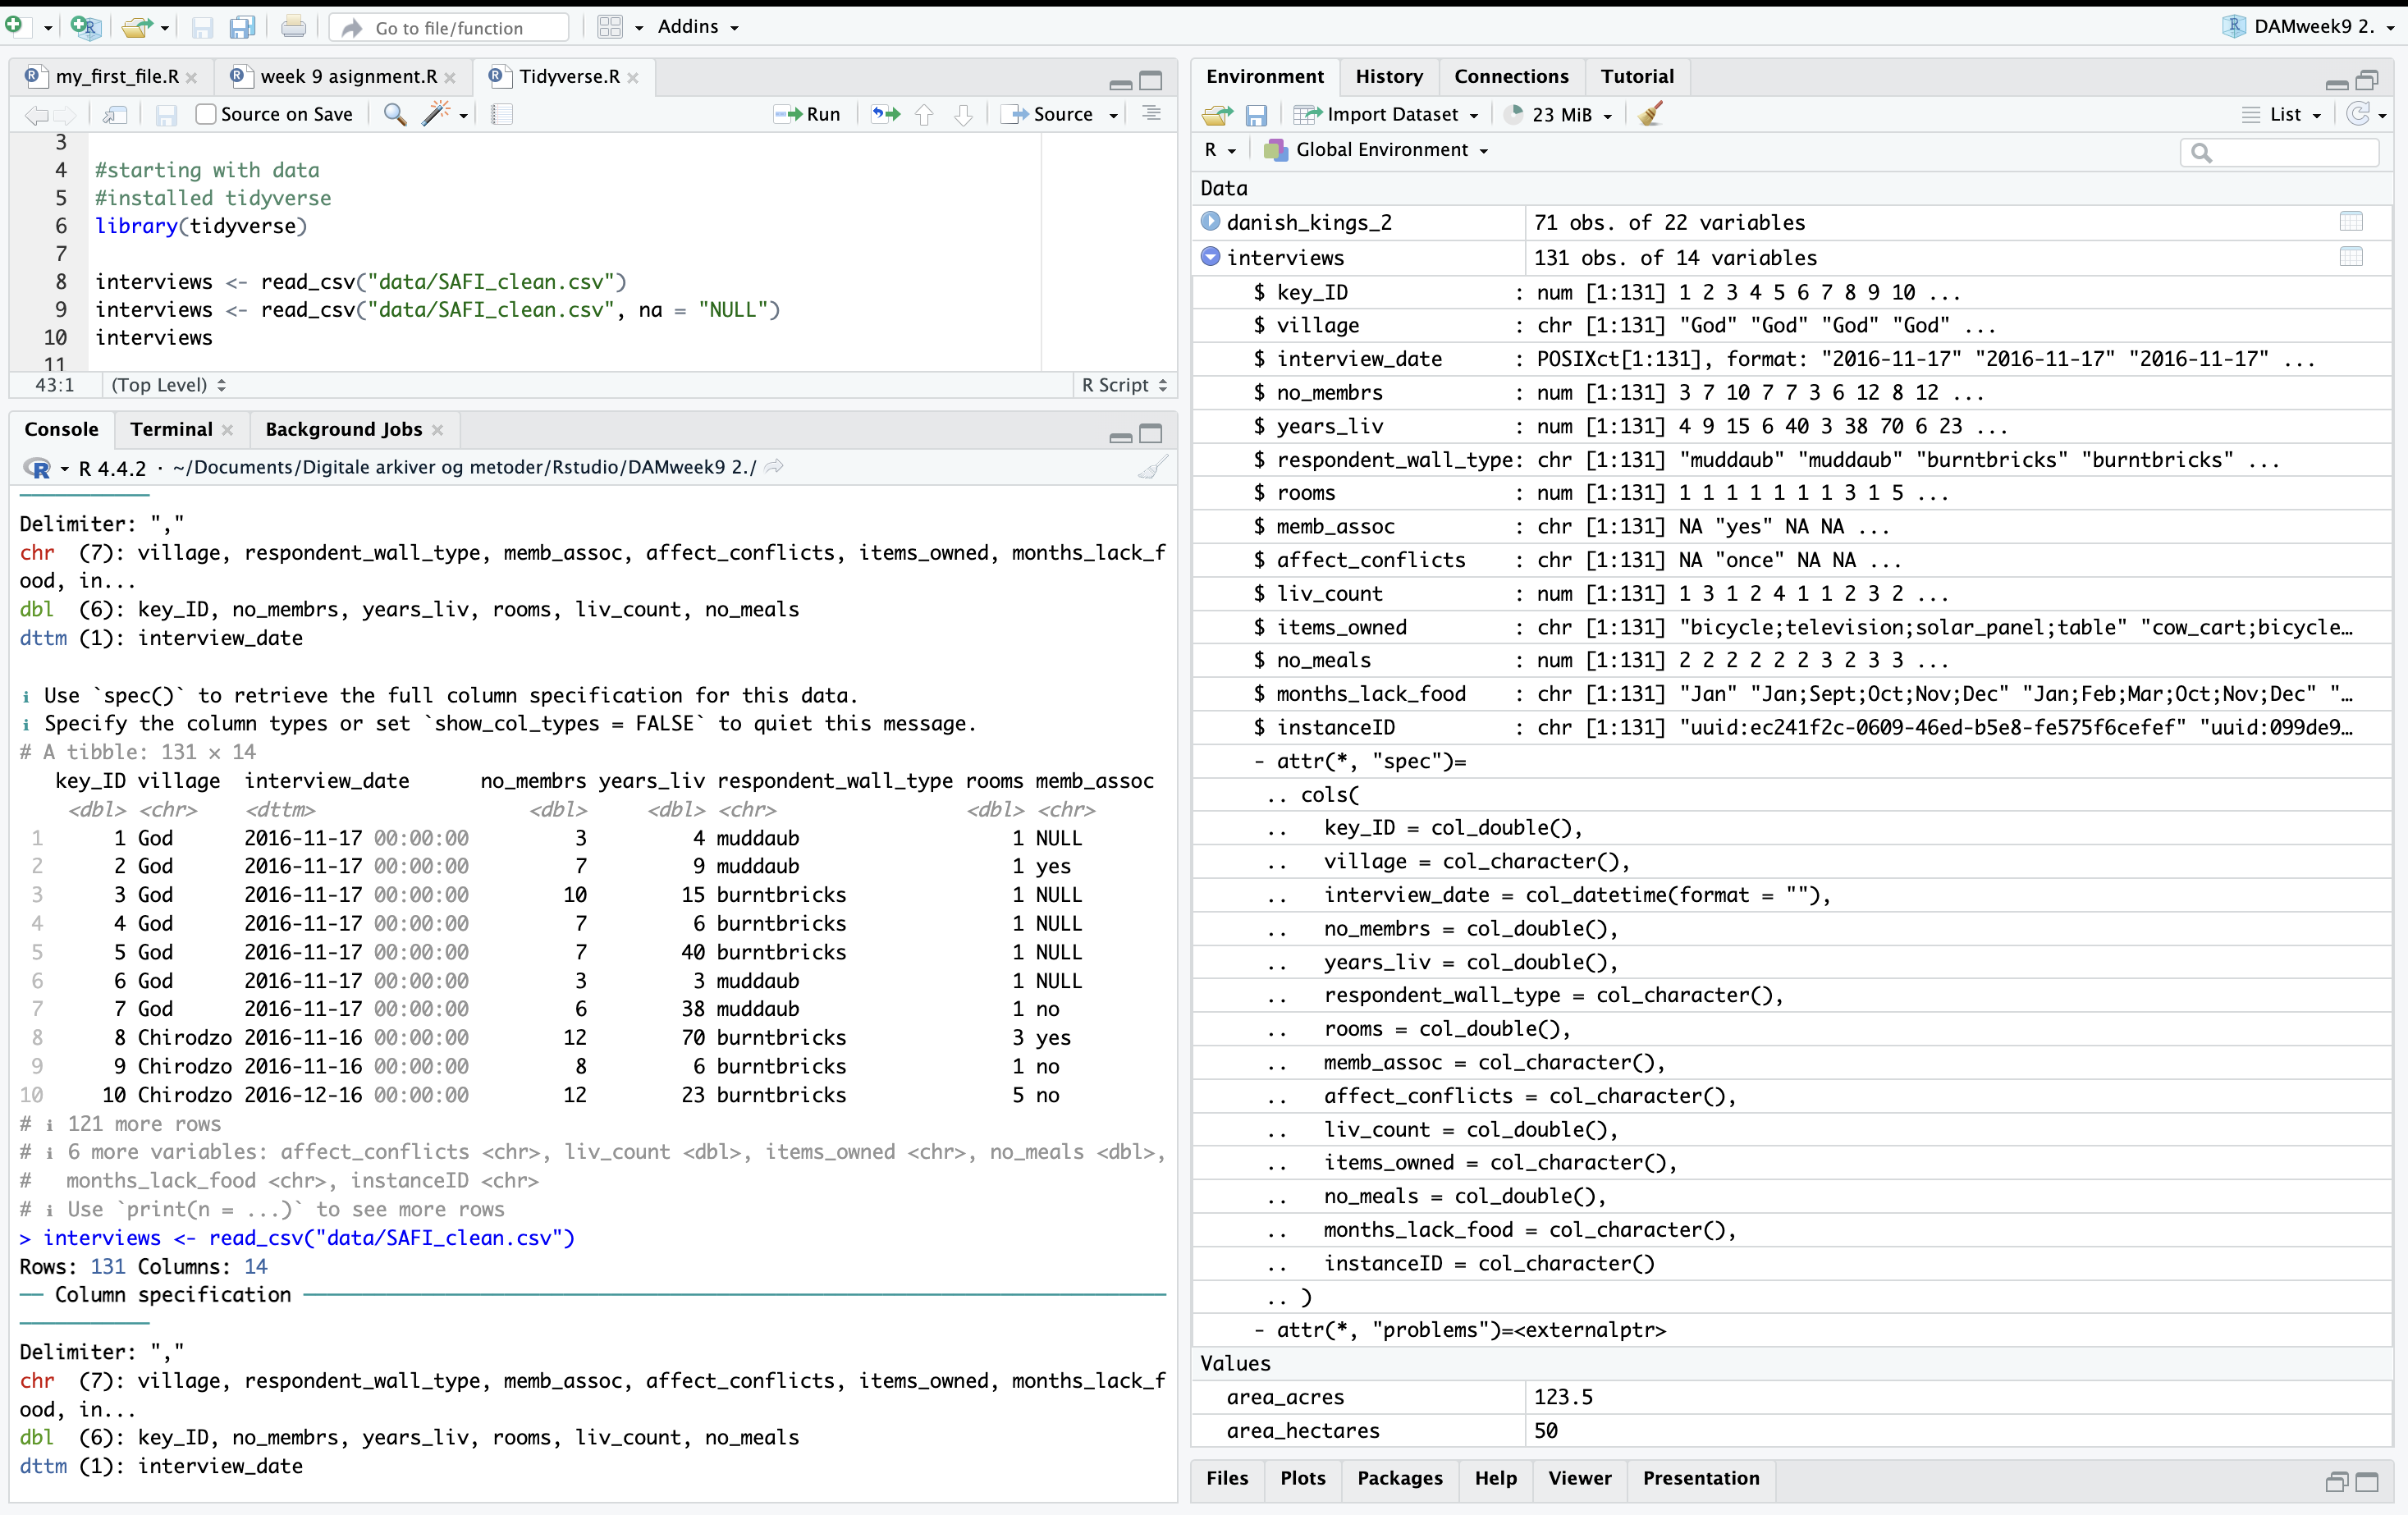 Go to file/function
Addins
DAMweek9 2.
my_first_file.R
week 9 asignment.R
Tidyverse.R
Source on Save
Run
Source
3
4 #starting with data
5 #installed tidyverse
6 library(tidyverse)
7
8 interviews <- read_csv("data/SAFI_clean.csv")
9 interviews <- read_csv("data/SAFI_clean.csv", na = "NULL")
10 interviews
11
43:1 (Top Level) R Script
Console Terminal Background Jobs
R 4.4.2 · ~/Documents/Digitale arkiver og metoder/Rstudio/DAMweek9 2./
Delimiter: ","
chr (7): village, respondent_wall_type, memb_assoc, affect_conflicts, items_owned, months_lack_f
ood, in...
dbl (6): key_ID, no_membrs, years_liv, rooms, liv_count, no_meals
dttm (1): interview_date
ℹ Use `spec()` to retrieve the full column specification for this data.
ℹ Specify the column types or set `show_col_types = FALSE` to quiet this message.
# A tibble: 131 × 14
key_ID village interview_date no_membrs years_liv respondent_wall_type rooms memb_assoc
<dbl> <chr> <dttm> <dbl> <dbl> <chr> <dbl> <chr>
1 1 God 2016-11-17 00:00:00 3 4 muddaub 1 NULL
2 2 God 2016-11-17 00:00:00 7 9 muddaub 1 yes
3 3 God 2016-11-17 00:00:00 10 15 burntbricks 1 NULL
4 4 God 2016-11-17 00:00:00 7 6 burntbricks 1 NULL
5 5 God 2016-11-17 00:00:00 7 40 burntbricks 1 NULL
6 6 God 2016-11-17 00:00:00 3 3 muddaub 1 NULL
7 7 God 2016-11-17 00:00:00 6 38 muddaub 1 no
8 8 Chirodzo 2016-11-16 00:00:00 12 70 burntbricks 3 yes
9 9 Chirodzo 2016-11-16 00:00:00 8 6 burntbricks 1 no
10 10 Chirodzo 2016-12-16 00:00:00 12 23 burntbricks 5 no
# ℹ 121 more rows
# ℹ 6 more variables: affect_conflicts <chr>, liv_count <dbl>, items_owned <chr>, no_meals <dbl>,
# months_lack_food <chr>, instanceID <chr>
# ℹ Use `print(n = ...)` to see more rows
> interviews <- read_csv("data/SAFI_clean.csv")
Rows: 131 Columns: 14
── Column specification ──
Delimiter: ","
chr (7): village, respondent_wall_type, memb_assoc, affect_conflicts, items_owned, months_lack_f
ood, in...
dbl (6): key_ID, no_membrs, years_liv, rooms, liv_count, no_meals
dttm (1): interview_date
Environment History Connections Tutorial
Import Dataset 23 MiB List
R Global Environment
Data
danish_kings_2 71 obs. of 22 variables
interviews 131 obs. of 14 variables
$ key_ID : num [1:131] 1 2 3 4 5 6 7 8 9 10 ...
$ village : chr [1:131] "God" "God" "God" "God" ...
$ interview_date : POSIXct[1:131], format: "2016-11-17" "2016-11-17" "2016-11-17" ...
$ no_membrs : num [1:131] 3 7 10 7 7 3 6 12 8 12 ...
$ years_liv : num [1:131] 4 9 15 6 40 3 38 70 6 23 ...
$ respondent_wall_type: chr [1:131] "muddaub" "muddaub" "burntbricks" "burntbricks" ...
$ rooms : num [1:131] 1 1 1 1 1 1 1 3 1 5 ...
$ memb_assoc : chr [1:131] NA "yes" NA NA ...
$ affect_conflicts : chr [1:131] NA "once" NA NA ...
$ liv_count : num [1:131] 1 3 1 2 4 1 1 2 3 2 ...
$ items_owned : chr [1:131] "bicycle;television;solar_panel;table" "cow_cart;bicycle…
$ no_meals : num [1:131] 2 2 2 2 2 2 3 2 3 3 ...
$ months_lack_food : chr [1:131] "Jan" "Jan;Sept;Oct;Nov;Dec" "Jan;Feb;Mar;Oct;Nov;Dec" "…
$ instanceID : chr [1:131] "uuid:ec241f2c-0609-46ed-b5e8-fe575f6cefef" "uuid:099de9…
- attr(*, "spec")=
.. cols(
.. key_ID = col_double(),
.. village = col_character(),
.. interview_date = col_datetime(format = ""),
.. no_membrs = col_double(),
.. years_liv = col_double(),
.. respondent_wall_type = col_character(),
.. rooms = col_double(),
.. memb_assoc = col_character(),
.. affect_conflicts = col_character(),
.. liv_count = col_double(),
.. items_owned = col_character(),
.. no_meals = col_double(),
.. months_lack_food = col_character(),
.. instanceID = col_character()
.. )
- attr(*, "problems")=<externalptr>
Values
area_acres 123.5
area_hectares 50
Files Plots Packages Help Viewer Presentation